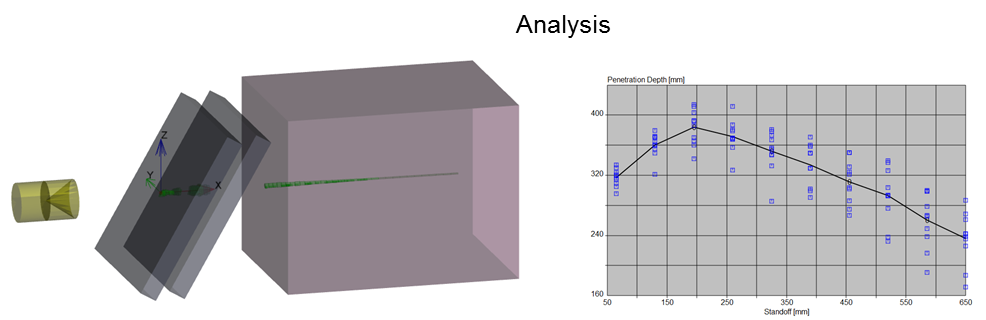 Analysis
Z
Y
X
Penetration Depth [mm]
400
320
240
160
50 150 250 350 450 550 650
Standoff [mm]